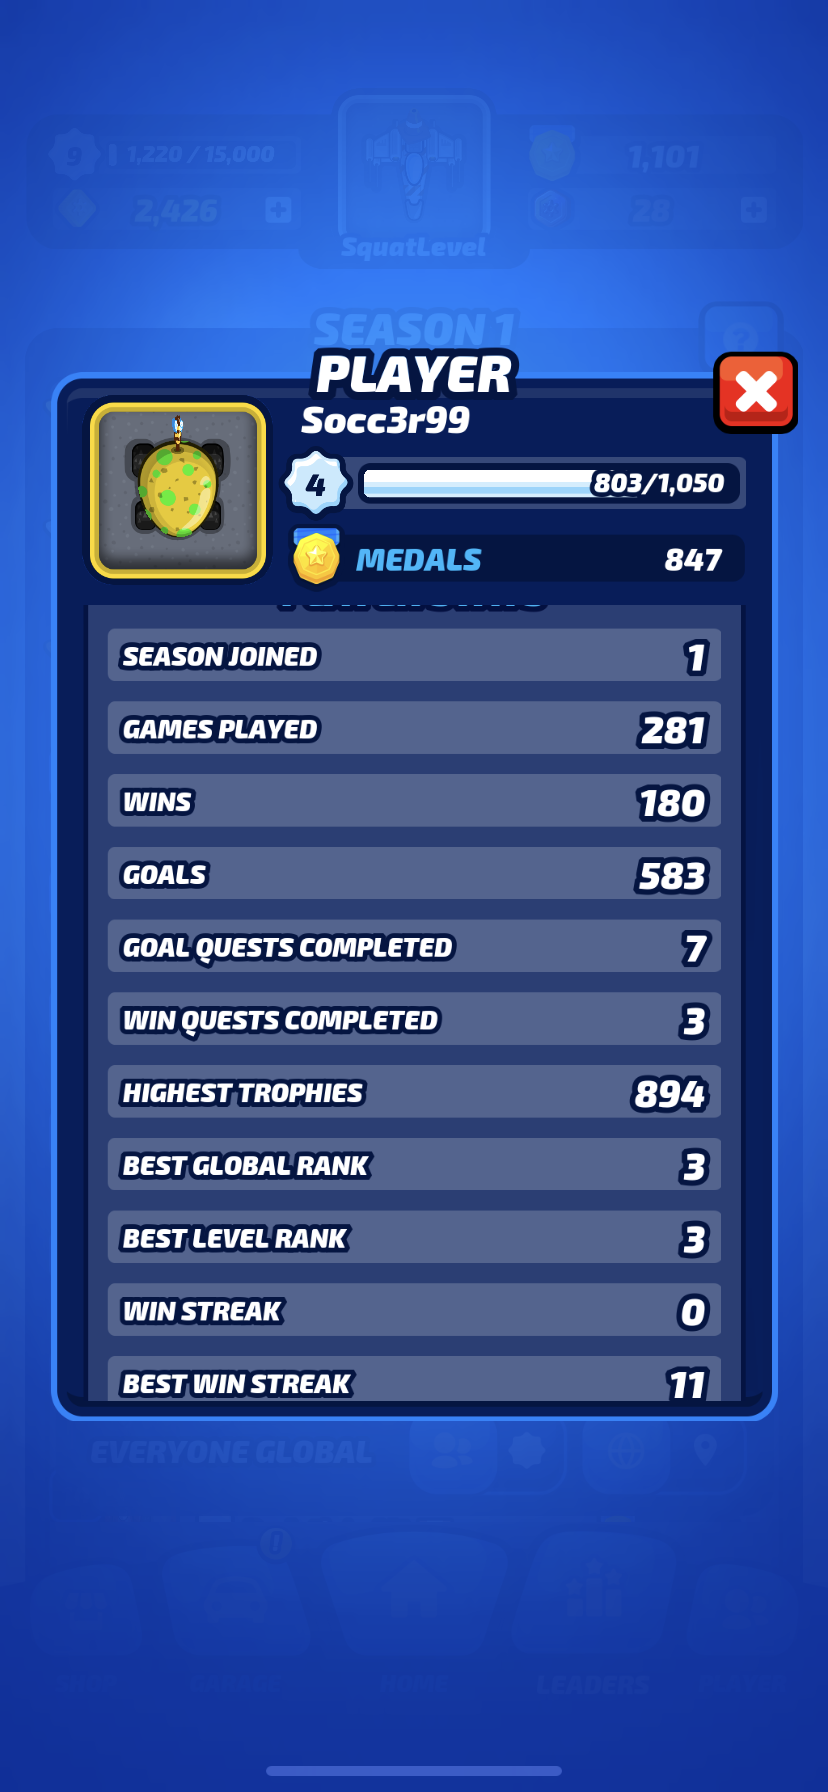 9 1,220 / 15,000
1,101
2,426
28
SquatLevel
SEASON 1
PLAYER
Socc3r99
4 803/1,050
MEDALS 847
SEASON JOINED 1
GAMES PLAYED 281
WINS 180
GOALS 583
GOAL QUESTS COMPLETED 7
WIN QUESTS COMPLETED 3
HIGHEST TROPHIES 894
BEST GLOBAL RANK 3
BEST LEVEL RANK 3
WIN STREAK 0
BEST WIN STREAK 11
EVERYONE GLOBAL
LEADERS